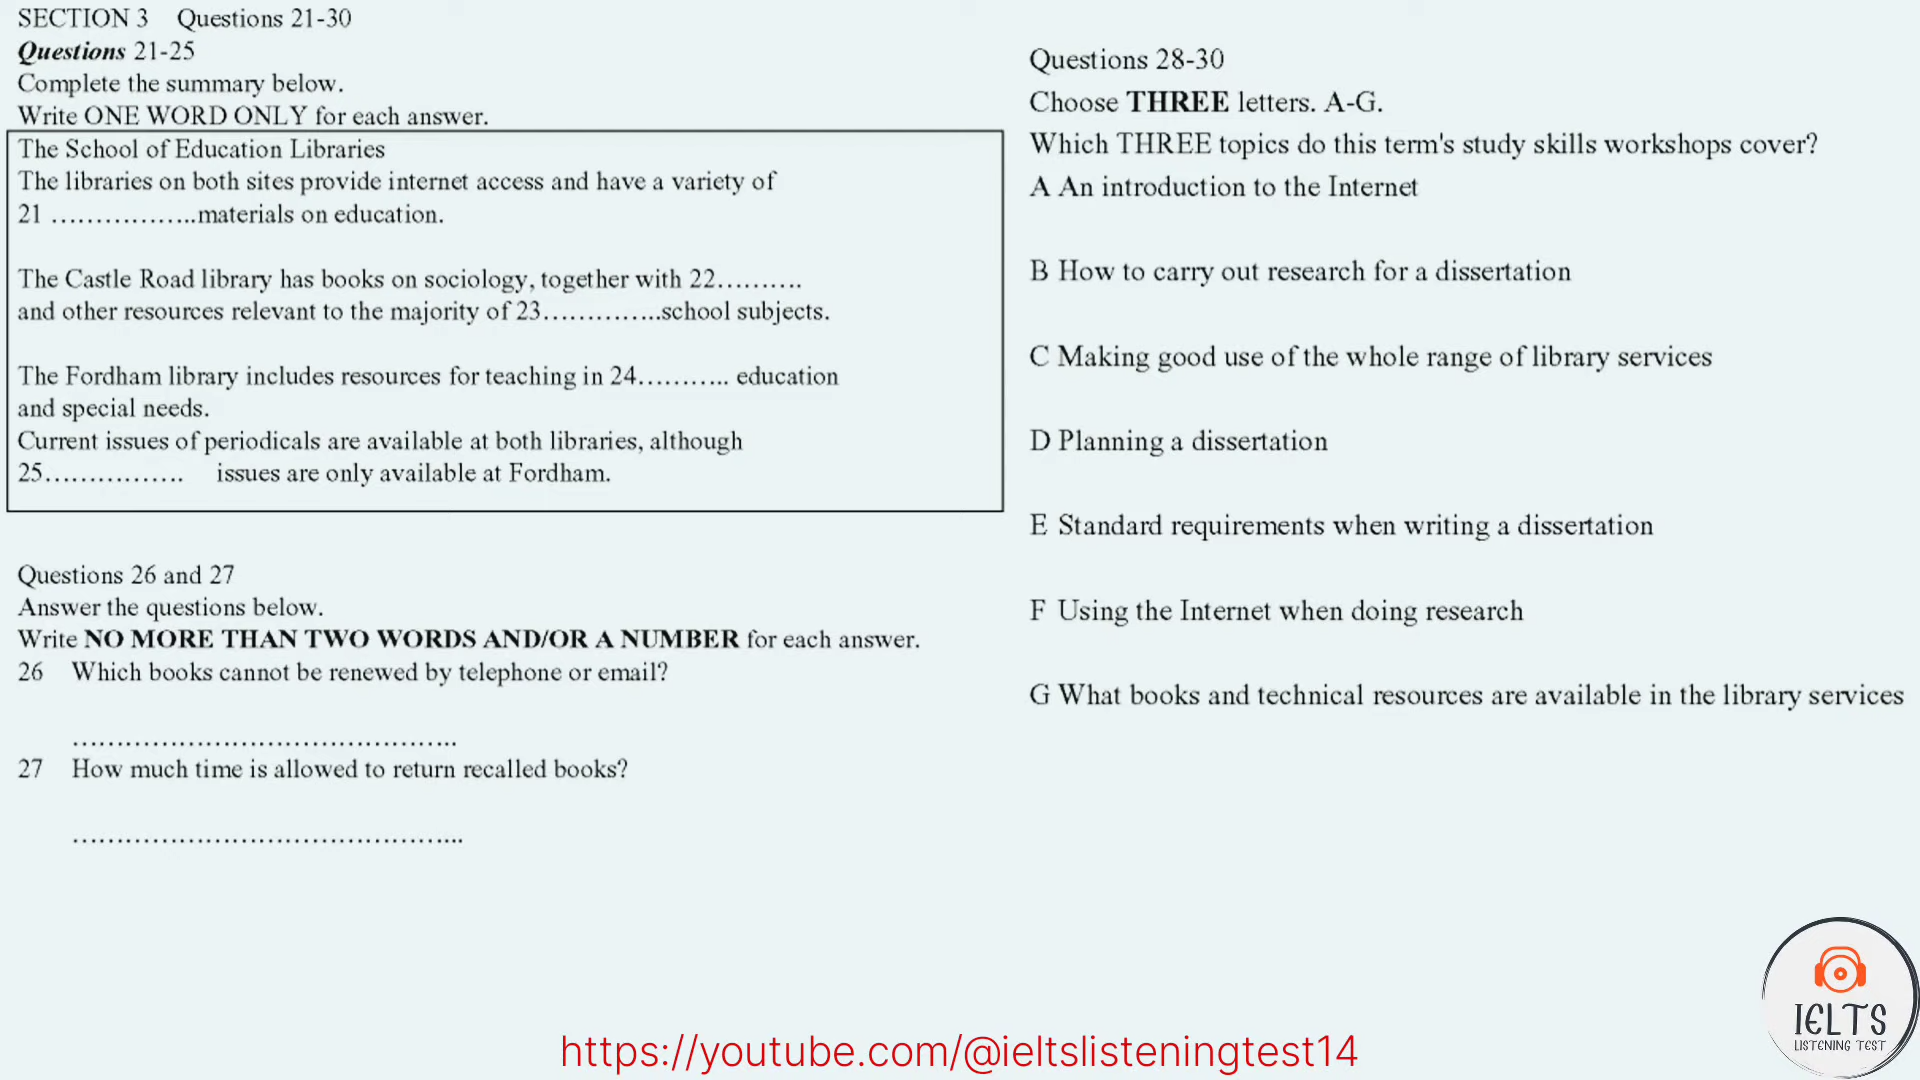 SECTION 3 Questions 21-30
Questions 21-25
Complete the summary below.
Write ONE WORD ONLY for each answer.
The School of Education Libraries
The libraries on both sites provide internet access and have a variety of
21 ……………..materials on education.
The Castle Road library has books on sociology, together with 22……….
and other resources relevant to the majority of 23…………..school subjects.
The Fordham library includes resources for teaching in 24……….. education
and special needs.
Current issues of periodicals are available at both libraries, although
25……………. issues are only available at Fordham.
Questions 26 and 27
Answer the questions below.
Write NO MORE THAN TWO WORDS AND/OR A NUMBER for each answer.
26 Which books cannot be renewed by telephone or email?
……………………………………..
27 How much time is allowed to return recalled books?
……………………………………...
Questions 28-30
Choose THREE letters. A-G.
Which THREE topics do this term's study skills workshops cover?
A An introduction to the Internet
B How to carry out research for a dissertation
C Making good use of the whole range of library services
D Planning a dissertation
E Standard requirements when writing a dissertation
F Using the Internet when doing research
G What books and technical resources are available in the library services
IELTS
LISTENING TEST
https://youtube.com/@ieltslisteningtest14